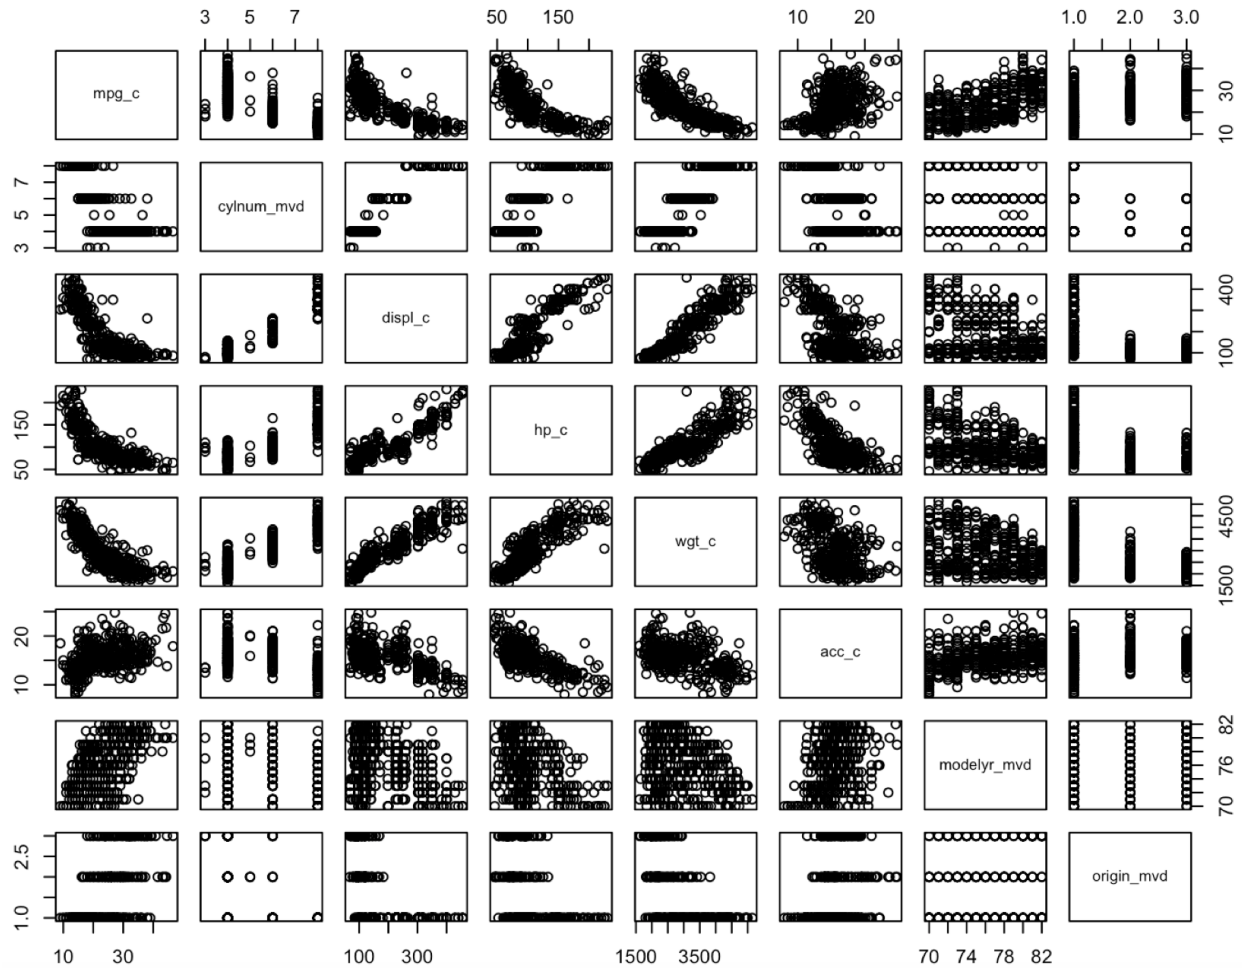 3 5 7 50 150 10 20 1.0 2.0 3.0
mpg_c 10 30
3 5 7 cylnum_mvd
displ_c 100 400
50 150 hp_c
wgt_c 1500 4500
10 20 acc_c
modelyr_mvd 70 76 82
1.0 2.5 origin_mvd
10 30 100 300 1500 3500 70 74 78 82